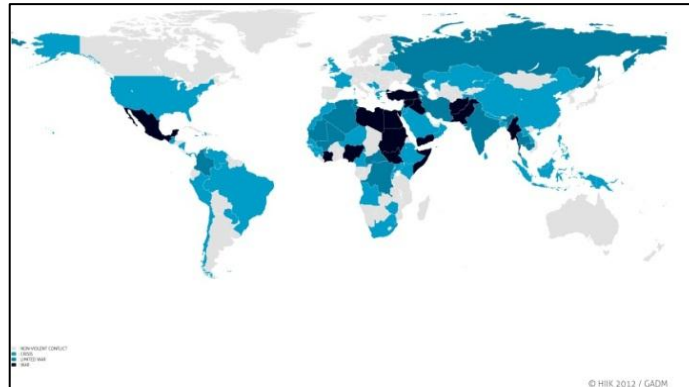 NON-VIOLENT CONFLICT
CRISIS
LIMITED WAR
WAR
© HIIK 2012 / GADM